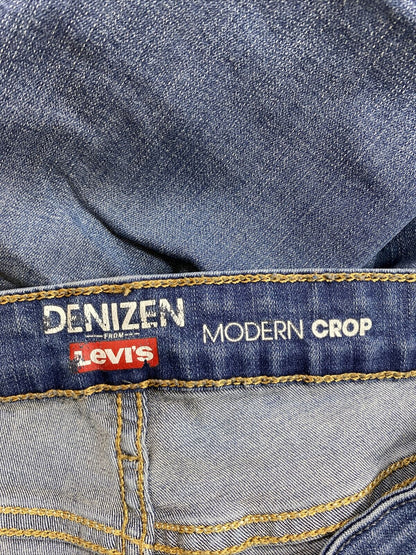 DENIZEN
FROM
Levi's
MODERN CROP